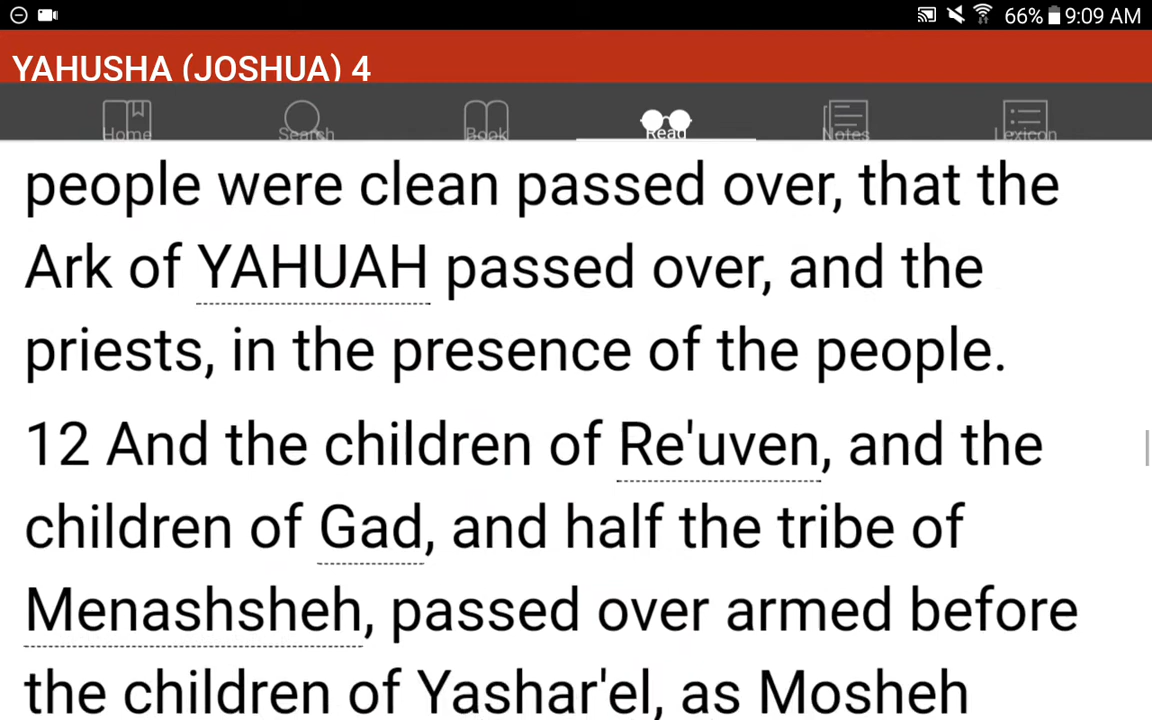 66% 9:09 AM
YAHUSHA (JOSHUA) 4
Home Search Book Read Notes Lexicon
people were clean passed over, that the
Ark of YAHUAH passed over, and the
priests, in the presence of the people.
12 And the children of Re'uven, and the
children of Gad, and half the tribe of
Menashsheh, passed over armed before
the children of Yashar'el, as Mosheh